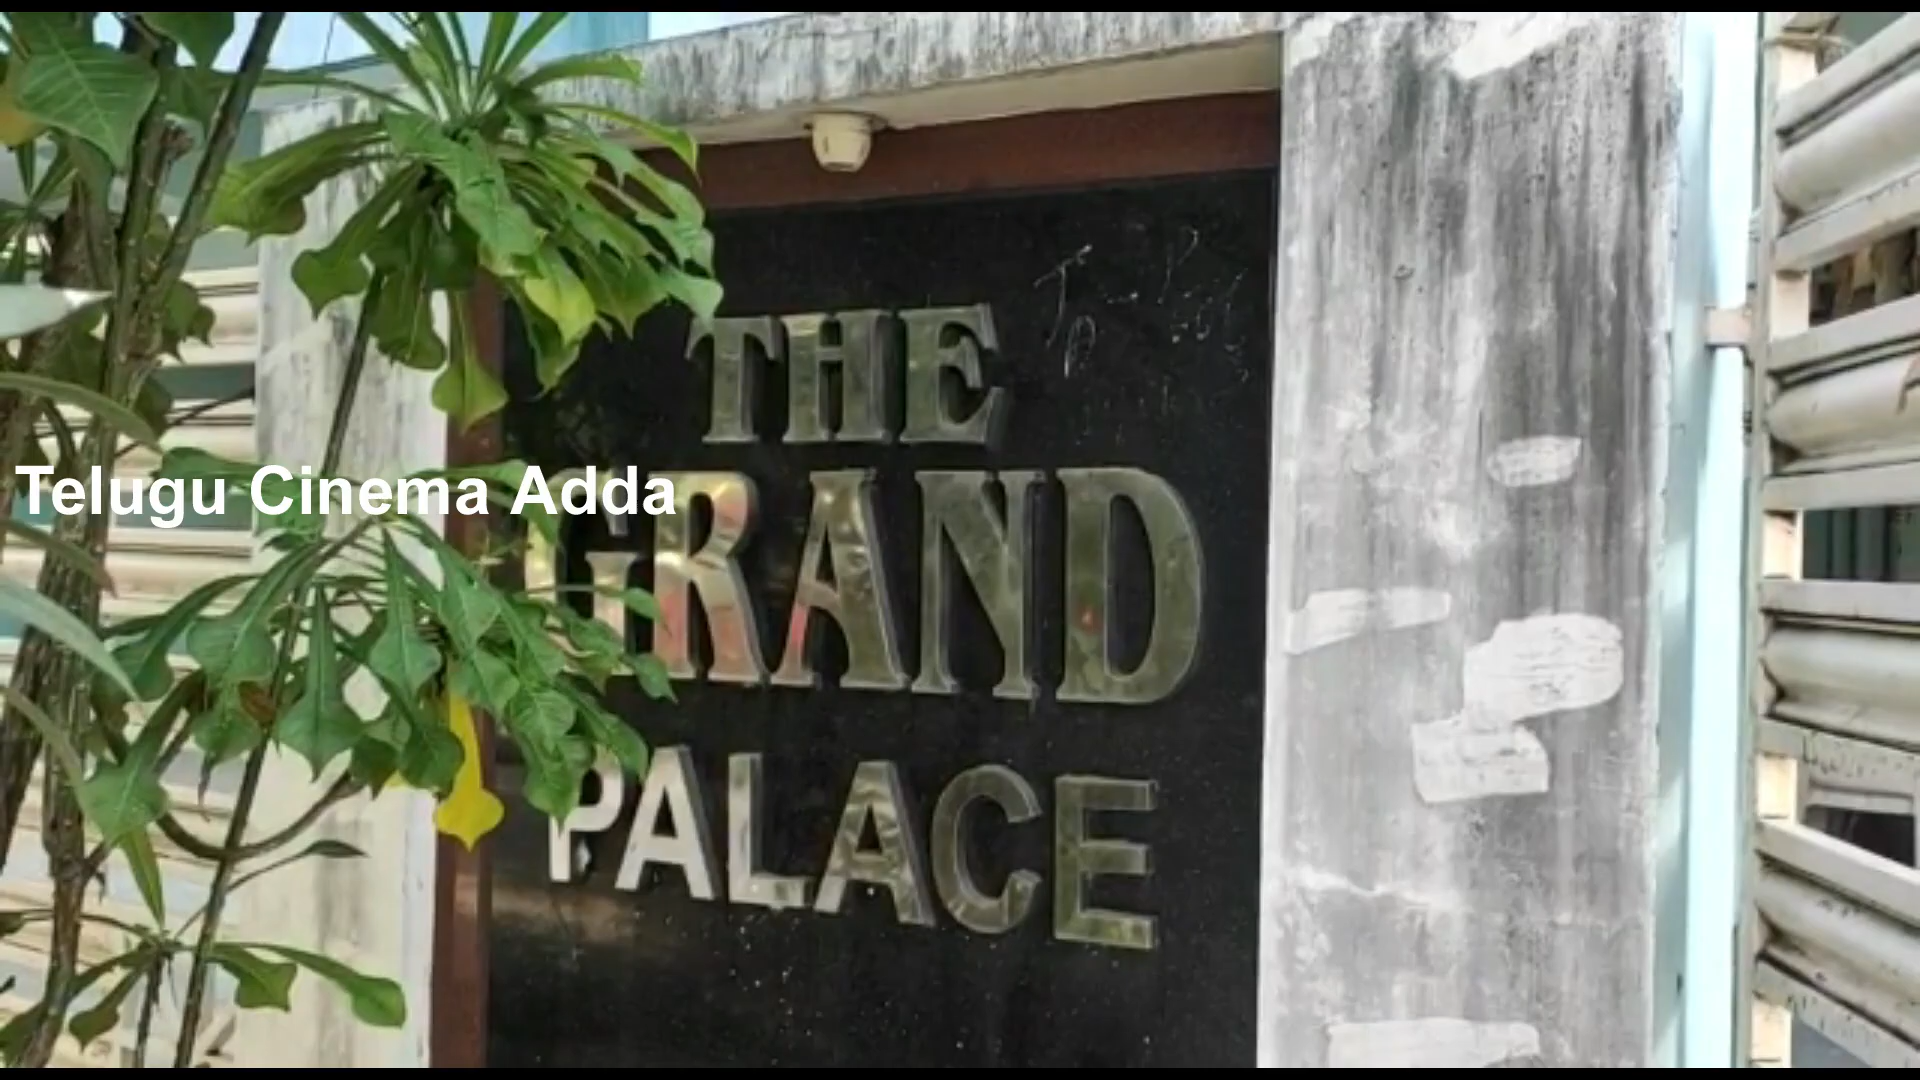 THE
GRAND
PALACE
Telugu Cinema Adda